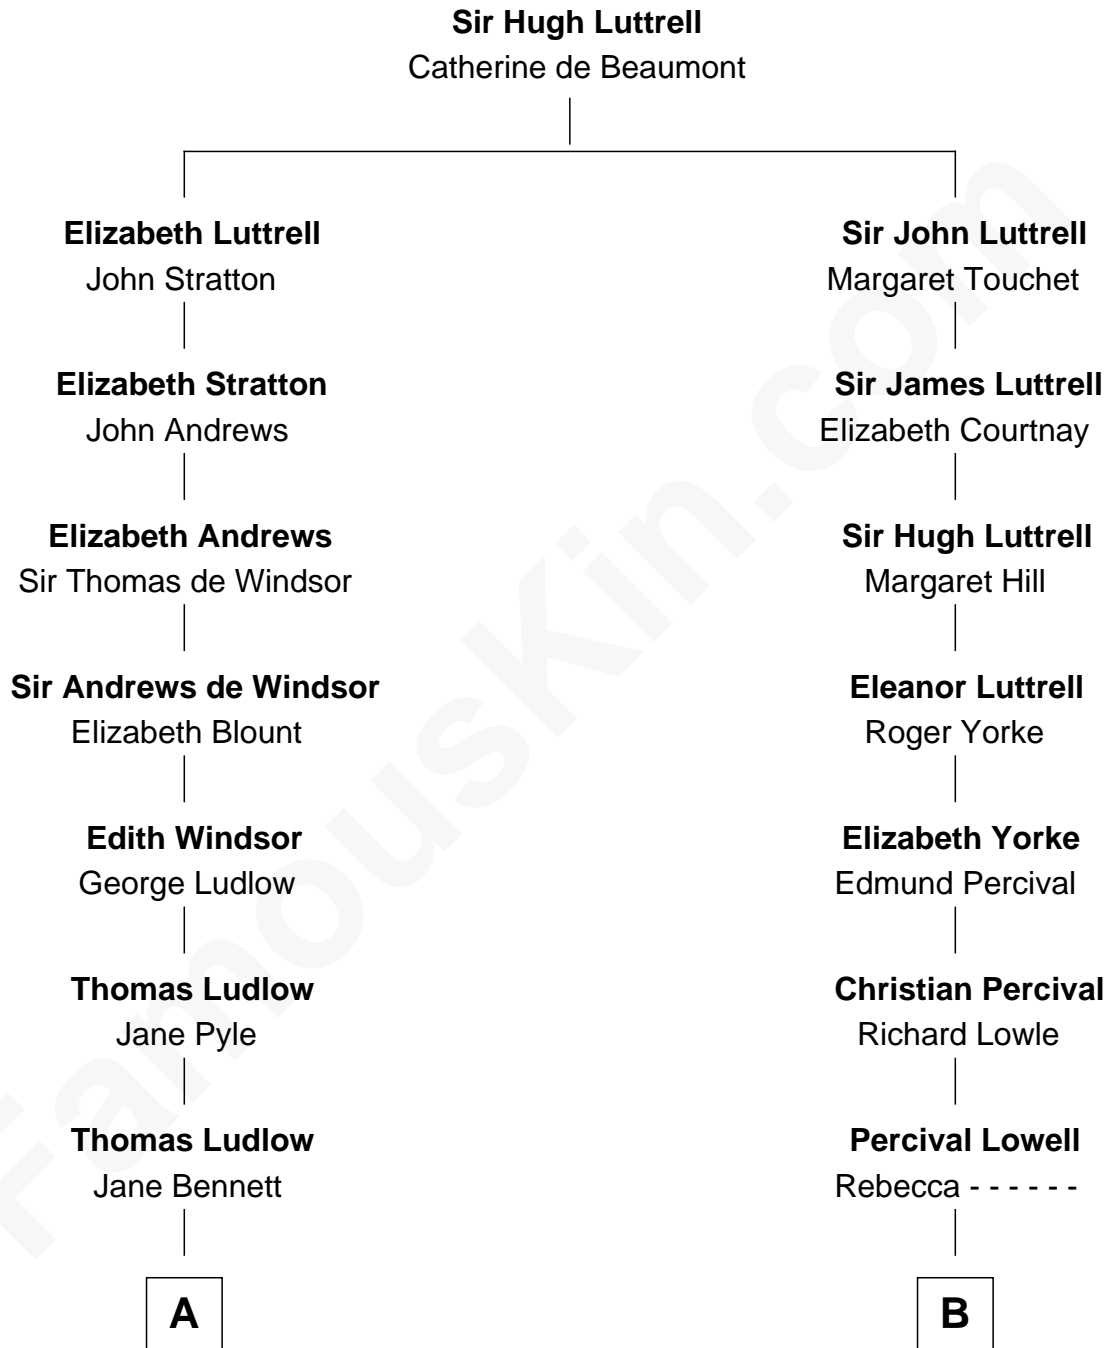 Sir Hugh Luttrell
Catherine de Beaumont
Elizabeth Luttrell
John Stratton
Elizabeth Stratton
John Andrews
Elizabeth Andrews
Sir Thomas de Windsor
Sir Andrews de Windsor
Elizabeth Blount
Edith Windsor
George Ludlow
Thomas Ludlow
Jane Pyle
Thomas Ludlow
Jane Bennett
A
Sir John Luttrell
Margaret Touchet
Sir James Luttrell
Elizabeth Courtnay
Sir Hugh Luttrell
Margaret Hill
Eleanor Luttrell
Roger Yorke
Elizabeth Yorke
Edmund Percival
Christian Percival
Richard Lowle
Percival Lowell
Rebecca - - - - - -
B
FamousKin.com